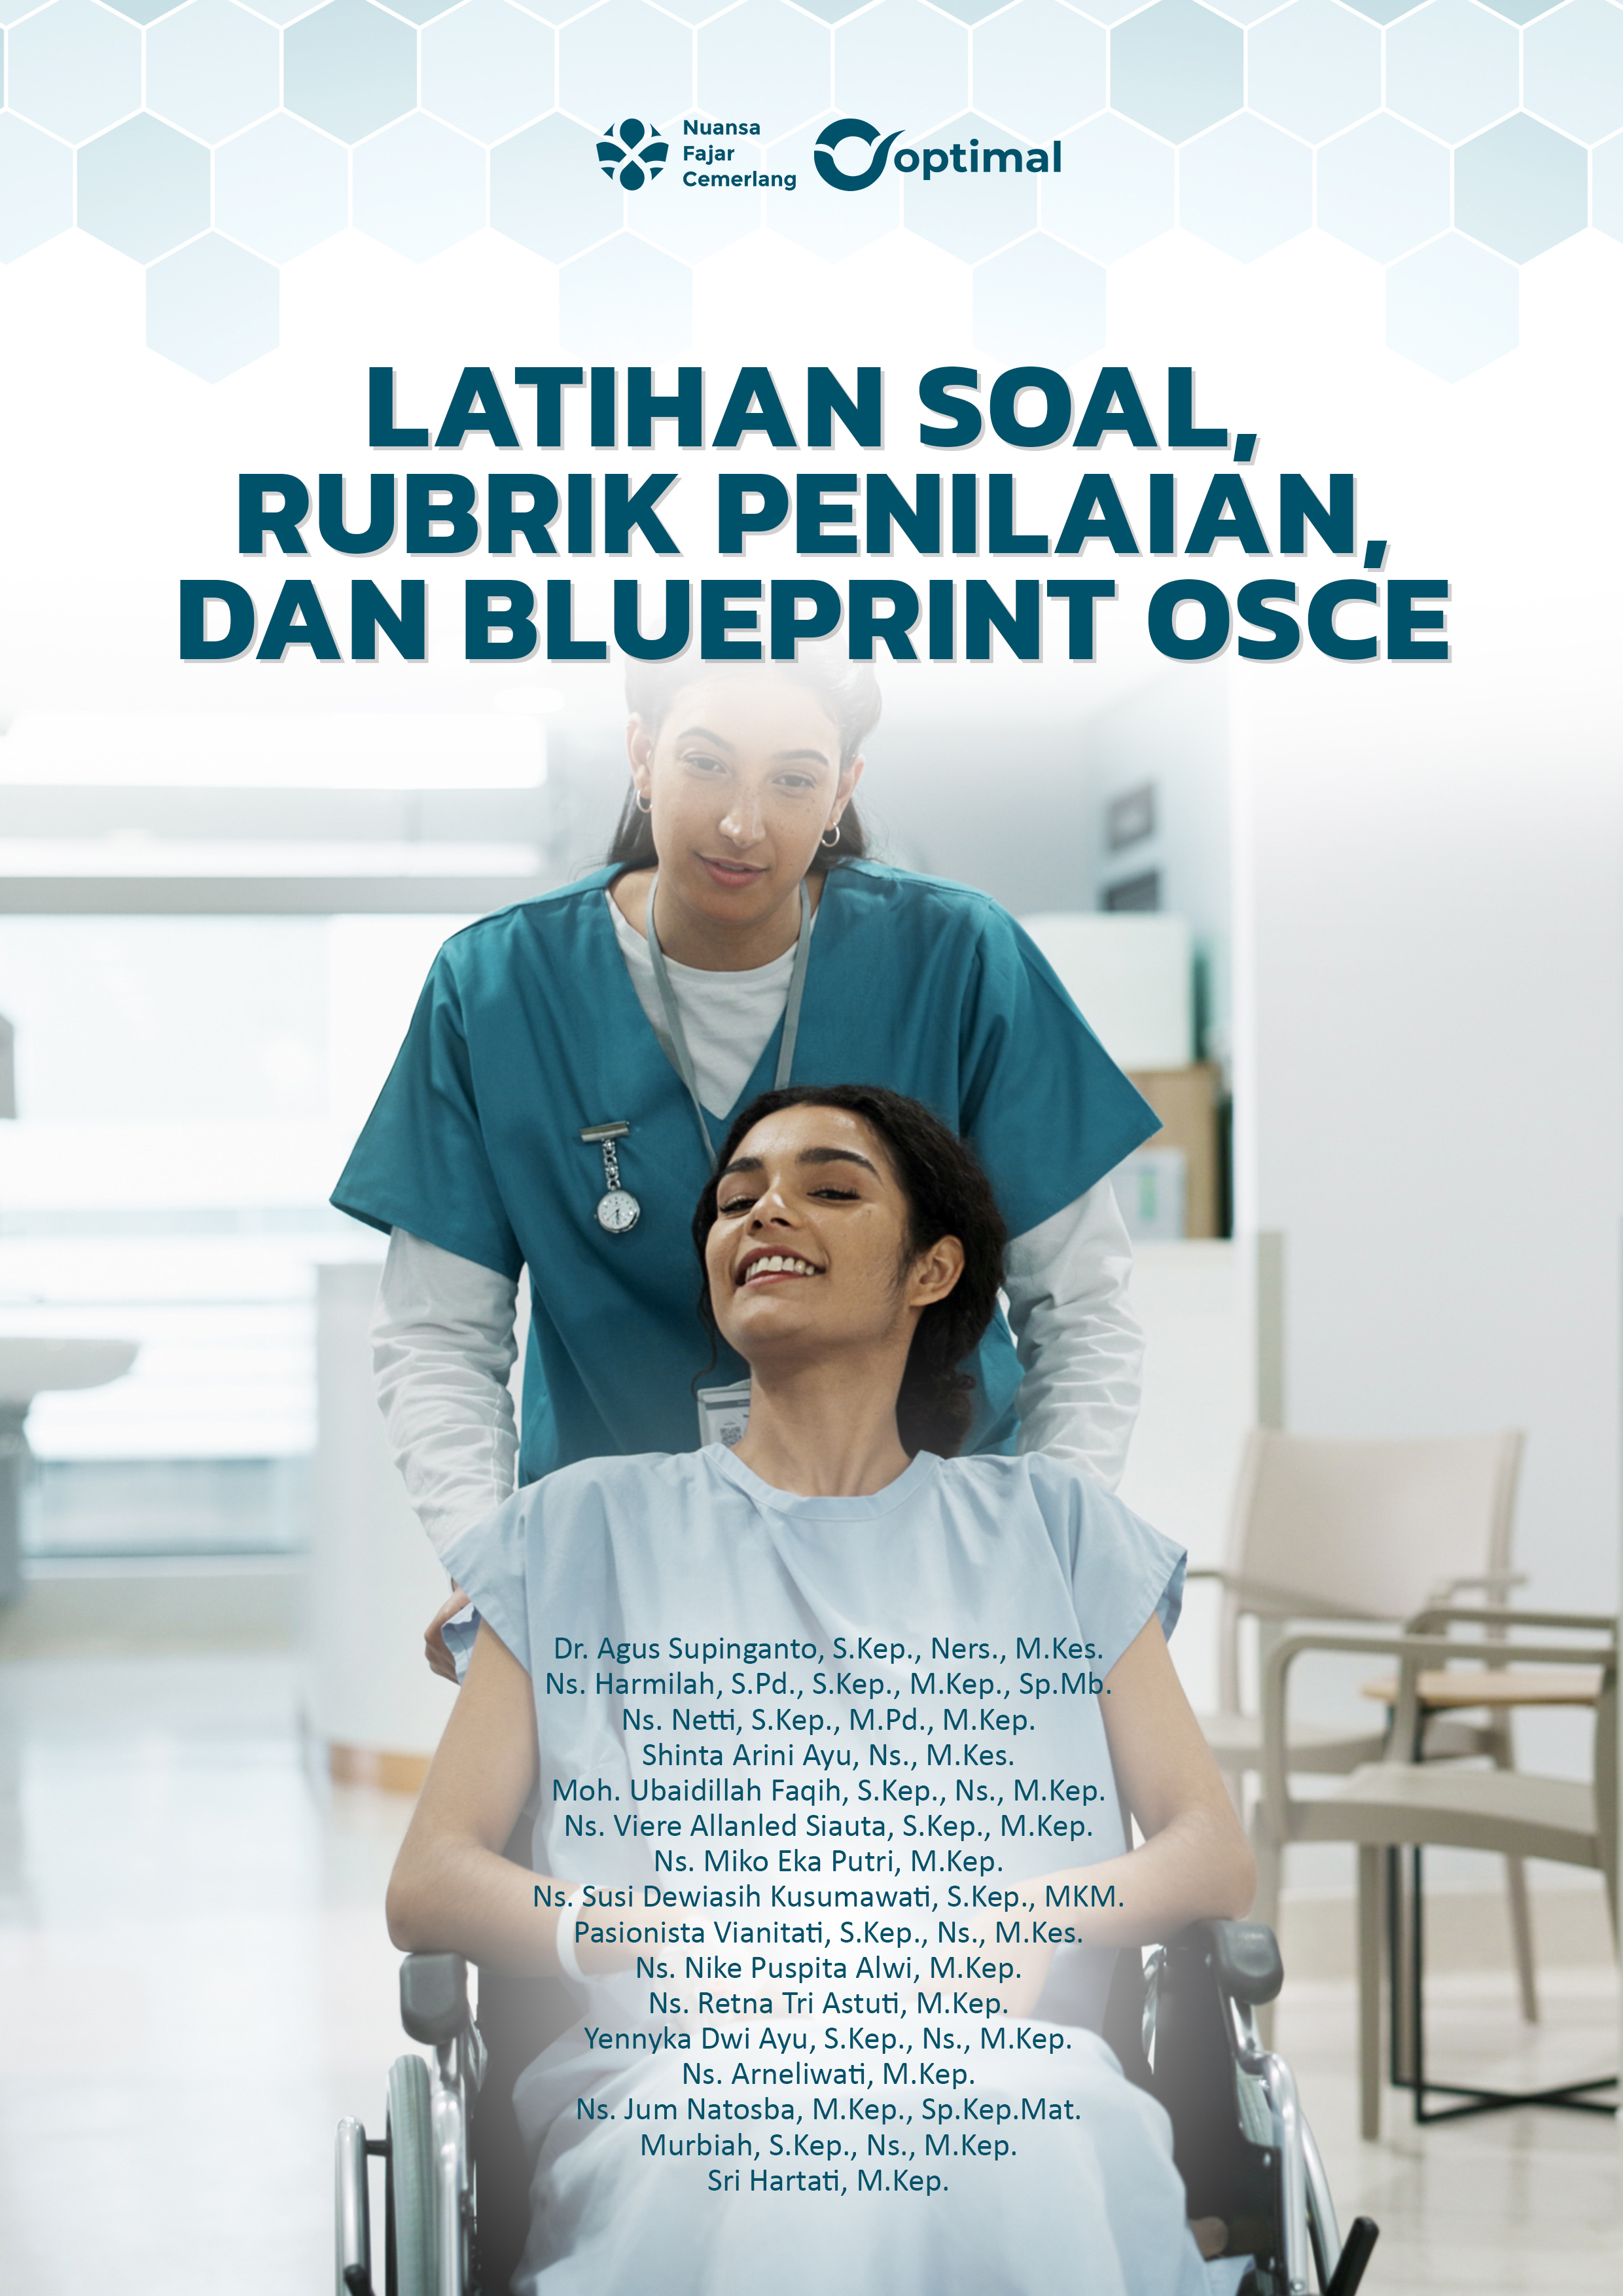 Nuansa
Fajar
Cemerlang
optimal
LATIHAN SOAL,
RUBRIK PENILAIAN,
DAN BLUEPRINT OSCE
Dr. Agus Supinganto, S.Kep., Ners., M.Kes.
Ns. Harmilah, S.Pd., S.Kep., M.Kep., Sp.Mb.
Ns. Netti, S.Kep., M.Pd., M.Kep.
Shinta Arini Ayu, Ns., M.Kes.
Moh. Ubaidillah Faqih, S.Kep., Ns., M.Kep.
Ns. Viere Allanled Siauta, S.Kep., M.Kep.
Ns. Miko Eka Putri, M.Kep.
Ns. Susi Dewiasih Kusumawati, S.Kep., MKM.
Pasionista Vianitati, S.Kep., Ns., M.Kes.
Ns. Nike Puspita Alwi, M.Kep.
Ns. Retna Tri Astuti, M.Kep.
Yennyka Dwi Ayu, S.Kep., Ns., M.Kep.
Ns. Arneliwati, M.Kep.
Ns. Jum Natosba, M.Kep., Sp.Kep.Mat.
Murbiah, S.Kep., Ns., M.Kep.
Sri Hartati, M.Kep.